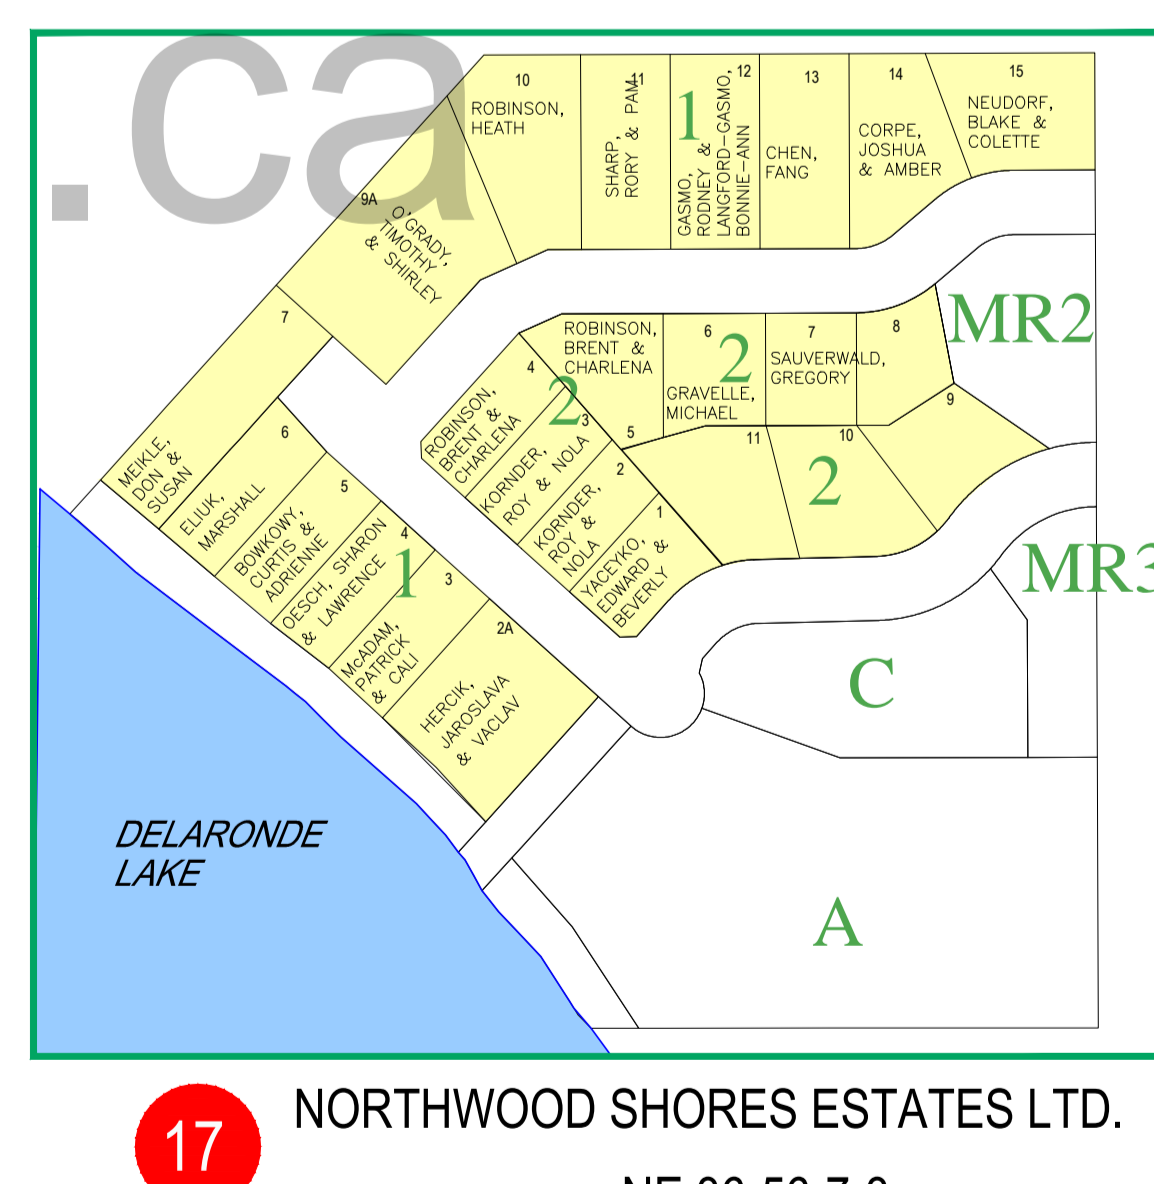 .ca
10
ROBINSON,
HEATH
11
SHARP,
RORY & PAM
1
12
GASMO,
RODNEY &
LANGFORD-GASMO,
BONNIE-ANN
13
CHEN,
FANG
14
CORPE,
JOSHUA
& AMBER
15
NEUDORF,
BLAKE &
COLETTE
9A
O'GRADY,
TIMOTHY
& SHIRLEY
7
MEIKLE,
DON &
SUSAN
6
ELIUK,
MARSHALL
5
BOWKOWY,
CURTIS &
ADRIENNE
4
OESCH, SHARON
& LAWRENCE
1
3
McADAM,
PATRICK
& CALI
2A
HERCIK,
JAROSLAVA
& VACLAV
ROBINSON,
BRENT &
CHARLENA
5
6
2
GRAVELLE,
MICHAEL
7
SAUVERWALD,
GREGORY
8
MR2
4
2
ROBINSON,
BRENT &
CHARLENA
3
KORNDER,
ROY & NOLA
2
KORNDER,
ROY &
NOLA
1
YACEYKO,
EDWARD &
BEVERLY
11
10
2
9
MR3
C
A
DELARONDE
LAKE
17
NORTHWOOD SHORES ESTATES LTD.